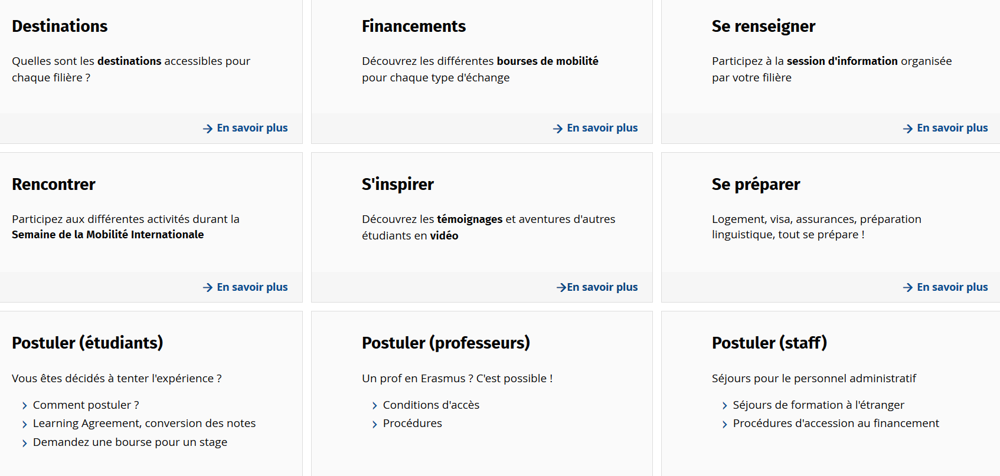 Destinations
Quelles sont les destinations accessibles pour
chaque filière ?
En savoir plus
Financements
Découvrez les différentes bourses de mobilité
pour chaque type d'échange
En savoir plus
Se renseigner
Participez à la session d'information organisée
par votre filière
En savoir plus
Rencontrer
Participez aux différentes activités durant la
Semaine de la Mobilité Internationale
En savoir plus
S'inspirer
Découvrez les témoignages et aventures d'autres
étudiants en vidéo
En savoir plus
Se préparer
Logement, visa, assurances, préparation
linguistique, tout se prépare !
En savoir plus
Postuler (étudiants)
Vous êtes décidés à tenter l'expérience ?
Comment postuler ?
Learning Agreement, conversion des notes
Demandez une bourse pour un stage
Postuler (professeurs)
Un prof en Erasmus ? C'est possible !
Conditions d'accès
Procédures
Postuler (staff)
Séjours pour le personnel administratif
Séjours de formation à l'étranger
Procédures d'accession au financement